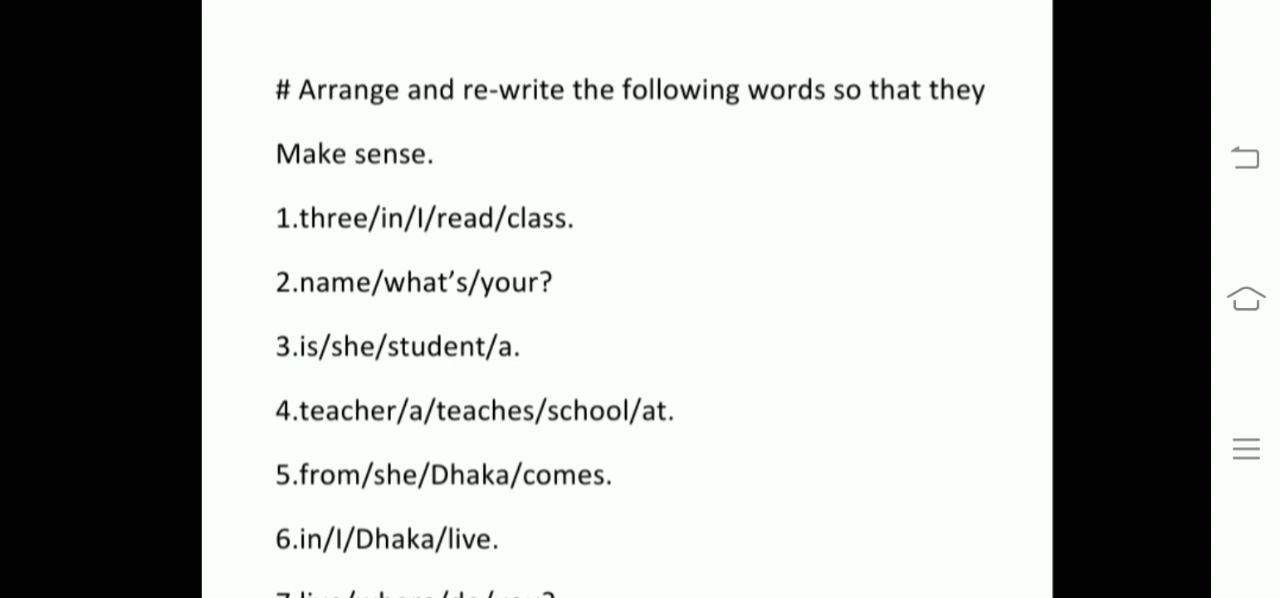 # Arrange and re-write the following words so that they
Make sense.
1.three/in/I/read/class.
2.name/what's/your?
3.is/she/student/a.
4.teacher/a/teaches/school/at.
5.from/she/Dhaka/comes.
6.in/I/Dhaka/live.